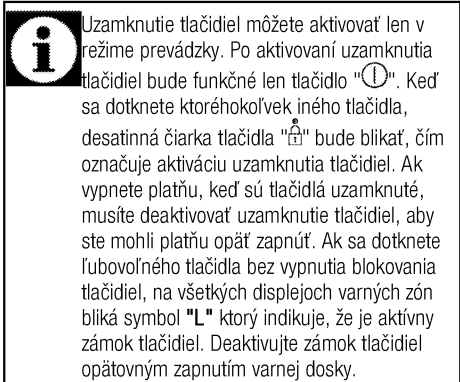 Uzamknutie tlačidiel môžete aktivovať len v
režime prevádzky. Po aktivovaní uzamknutia
tlačidiel bude funkčné len tlačidlo "⏼". Keď
sa dotknete ktoréhokoľvek iného tlačidla,
desatinná čiarka tlačidla "🔒" bude blikať, čím
označuje aktiváciu uzamknutia tlačidiel. Ak
vypnete platňu, keď sú tlačidlá uzamknuté,
musíte deaktivovať uzamknutie tlačidiel, aby
ste mohli platňu opäť zapnúť. Ak sa dotknete
ľubovoľného tlačidla bez vypnutia blokovania
tlačidiel, na všetkých displejoch varných zón
bliká symbol "L" ktorý indikuje, že je aktívny
zámok tlačidiel. Deaktivujte zámok tlačidiel
opätovným zapnutím varnej dosky.